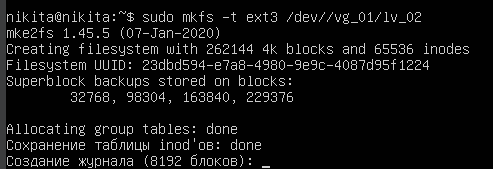 nikita@nikita:~$ sudo mkfs -t ext3 /dev//vg_01/lv_02
mke2fs 1.45.5 (07-Jan-2020)
Creating filesystem with 262144 4k blocks and 65536 inodes
Filesystem UUID: 23dbd594-e7a8-4980-9e9c-4087d95f1224
Superblock backups stored on blocks:
32768, 98304, 163840, 229376
Allocating group tables: done
Сохранение таблицы inod'ов: done
Создание журнала (8192 блоков): _